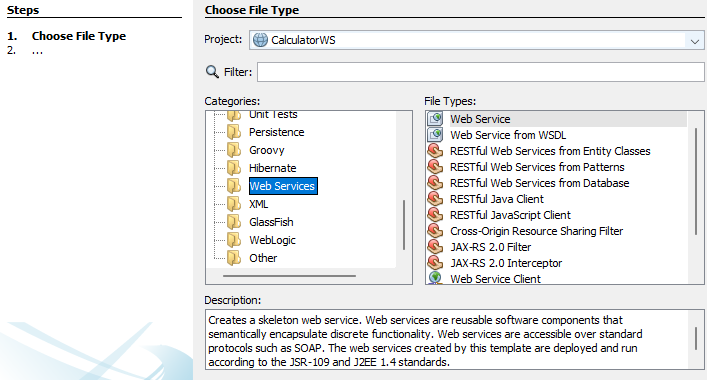 Steps
1. Choose File Type
2. ...
Choose File Type
Project: CalculatorWS
Filter:
Categories:
Unit Tests
Persistence
Groovy
Hibernate
Web Services
XML
GlassFish
WebLogic
Other
File Types:
Web Service
Web Service from WSDL
RESTful Web Services from Entity Classes
RESTful Web Services from Patterns
RESTful Web Services from Database
RESTful Java Client
RESTful JavaScript Client
Cross-Origin Resource Sharing Filter
JAX-RS 2.0 Filter
JAX-RS 2.0 Interceptor
Web Service Client
Description:
Creates a skeleton web service. Web services are reusable software components that
semantically encapsulate discrete functionality. Web services are accessible over standard
protocols such as SOAP. The web services created by this template are deployed and run
according to the JSR-109 and J2EE 1.4 standards.